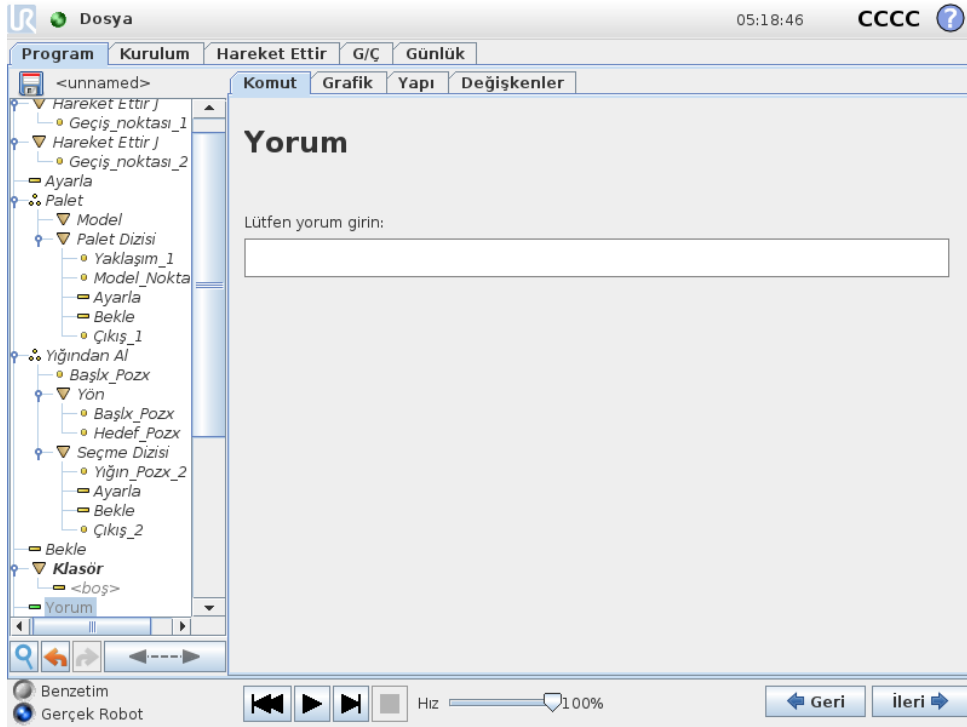 Dosya
05:18:46
CCCC
?
Program
Kurulum
Hareket Ettir
G/Ç
Günlük
<unnamed>
Komut
Grafik
Yapı
Değişkenler
Hareket Ettir J
Geçiş_noktası_1
Hareket Ettir J
Geçiş_noktası_2
Ayarla
Palet
Model
Palet Dizisi
Yaklaşım_1
Model_Nokta
Ayarla
Bekle
Çıkış_1
Yığından Al
Başlx_Pozx
Yön
Başlx_Pozx
Hedef_Pozx
Seçme Dizisi
Yığın_Pozx_2
Ayarla
Bekle
Çıkış_2
Bekle
Klasör
<boş>
Yorum
Yorum
Lütfen yorum girin:
Benzetim
Gerçek Robot
Hız
100%
Geri
İleri